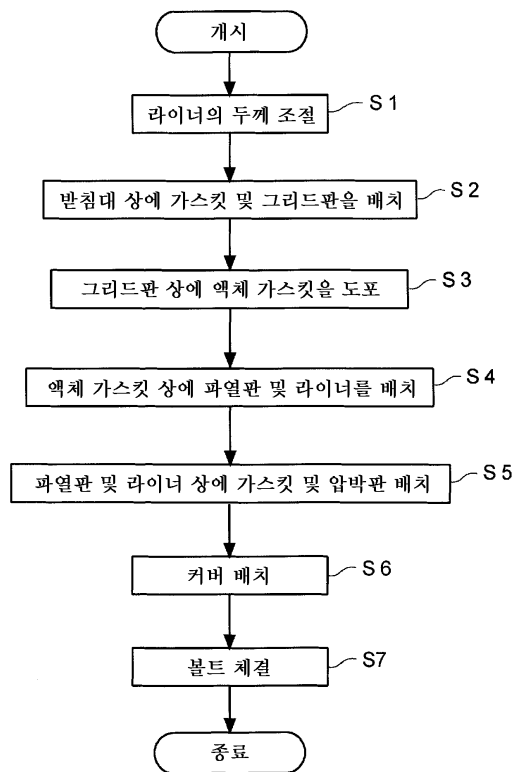 개시
라이너의 두께 조절
S1
받침대 상에 가스킷 및 그리드판을 배치
S2
그리드판 상에 액체 가스킷을 도포
S3
액체 가스킷 상에 파열판 및 라이너를 배치
S4
파열판 및 라이너 상에 가스킷 및 압박판 배치
S5
커버 배치
S6
볼트 체결
S7
종료